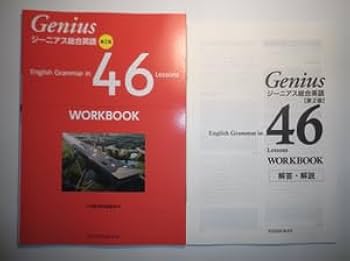 Genius
ジーニアス総合英語
第2版
English Grammar in
46
Lessons
WORKBOOK
Genius
ジーニアス総合英語
[第2版]
English Grammar in
46
Lessons
WORKBOOK
解答・解説